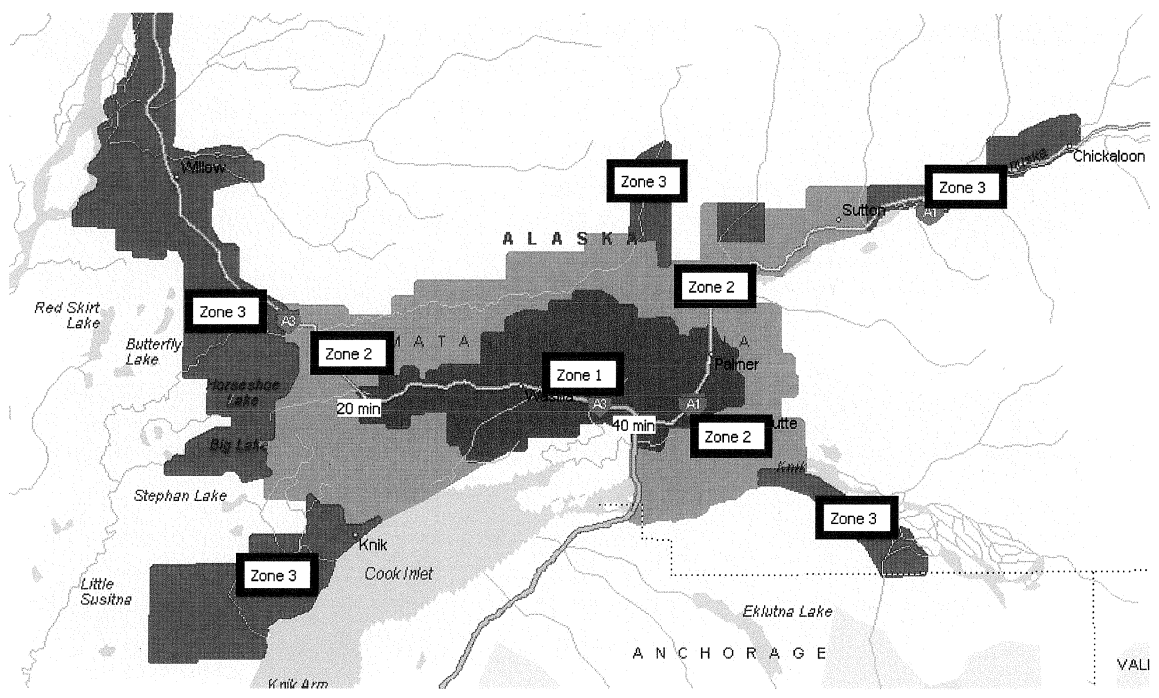 Willow
Zone 3
Chickaloon
Zone 3
Sutton
A1
ALASKA
Zone 2
Red Skirt
Lake
Zone 3
A3
Butterfly
Lake
Zone 2
MATA
A
Palmer
Horseshoe
Lake
Zone 1
20 min
A3
A1
40 min
Zone 2
Big Lake
Knik
Stephan Lake
Zone 3
Knik
Zone 3
Cook Inlet
Little
Susitna
Eklutna Lake
ANCHORAGE
VALI
Knik Arm